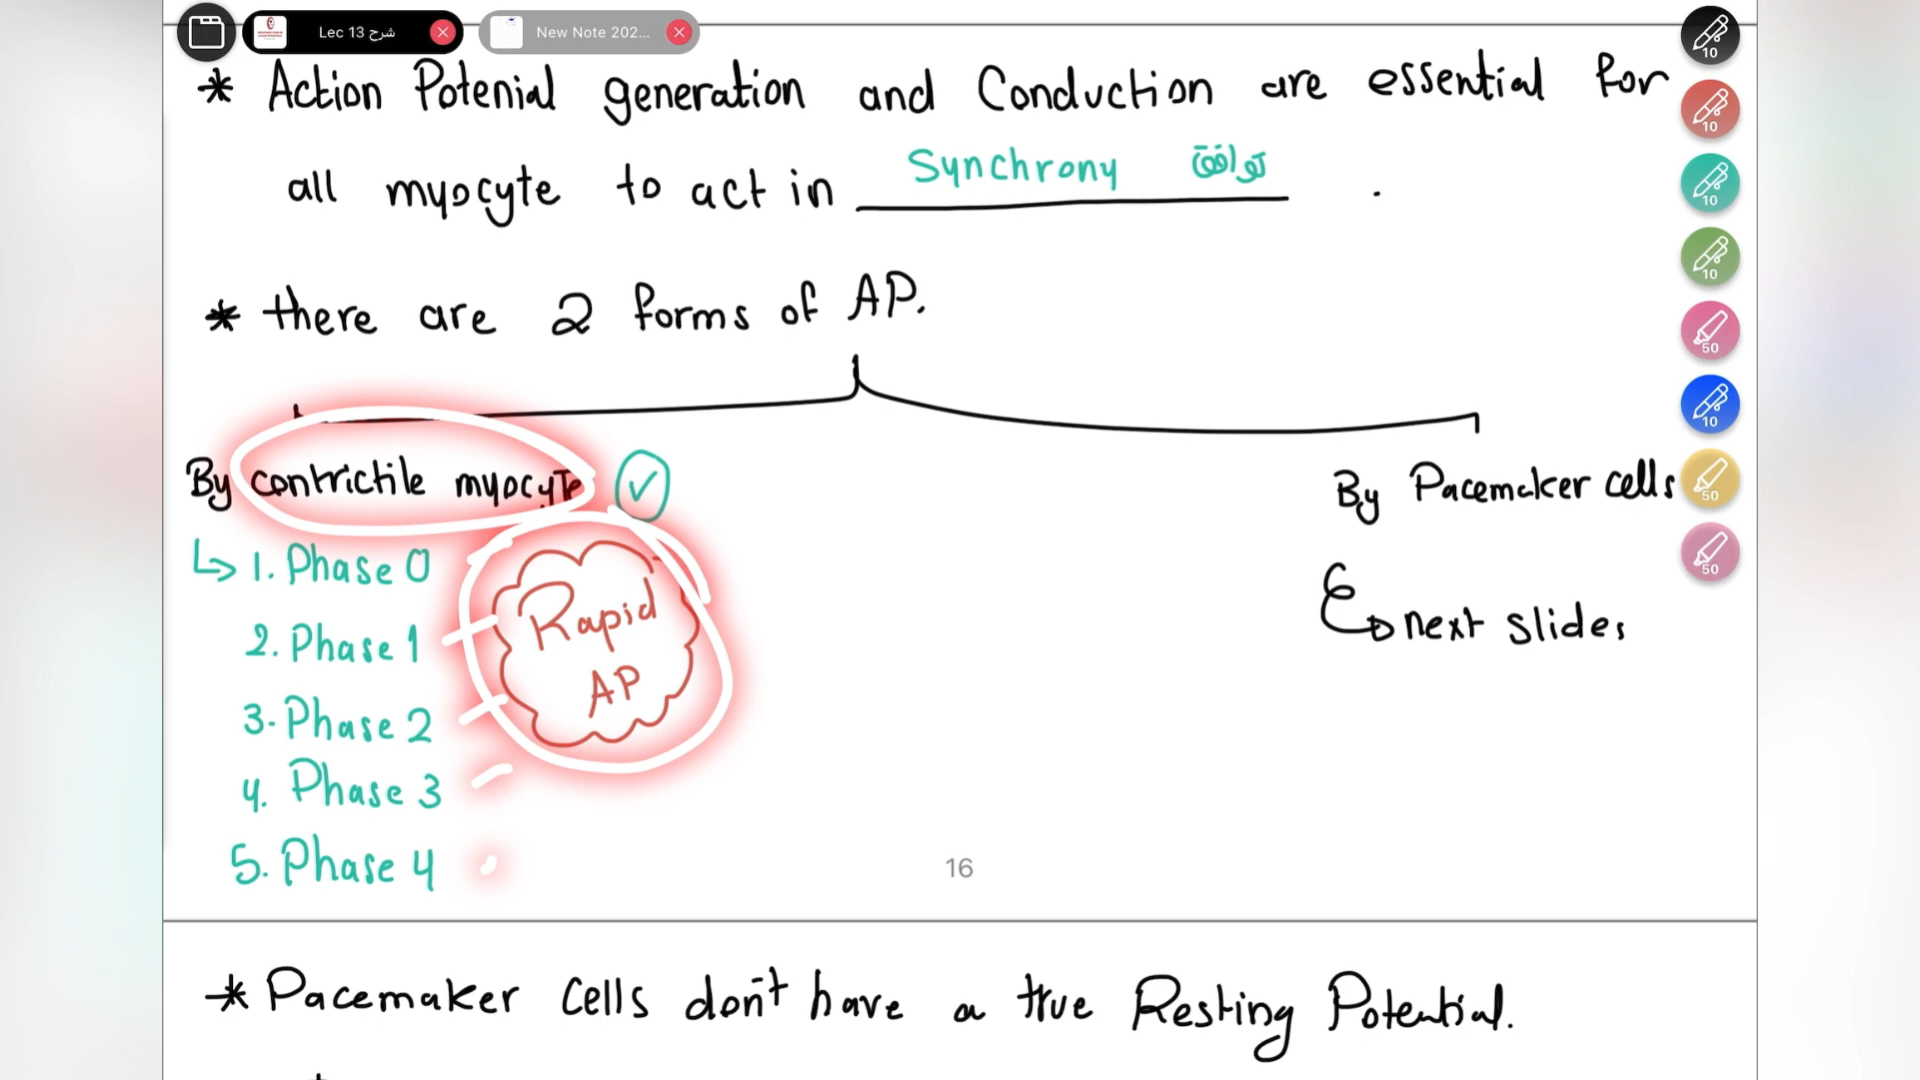 Lec 13 شرح
New Note 202...
* Action Potenial generation and Conduction are essential for
all myocyte to act in Synchrony توافق .
* there are 2 forms of AP.
By contrictile myocyte ✓
↳ 1. Phase 0
2. Phase 1
3. Phase 2
4. Phase 3
5. Phase 4
Rapid
AP
By Pacemaker cells
↳ next slide.
16
* Pacemaker Cells don't have a true Resting Potential.
10
10
10
10
50
10
50
50